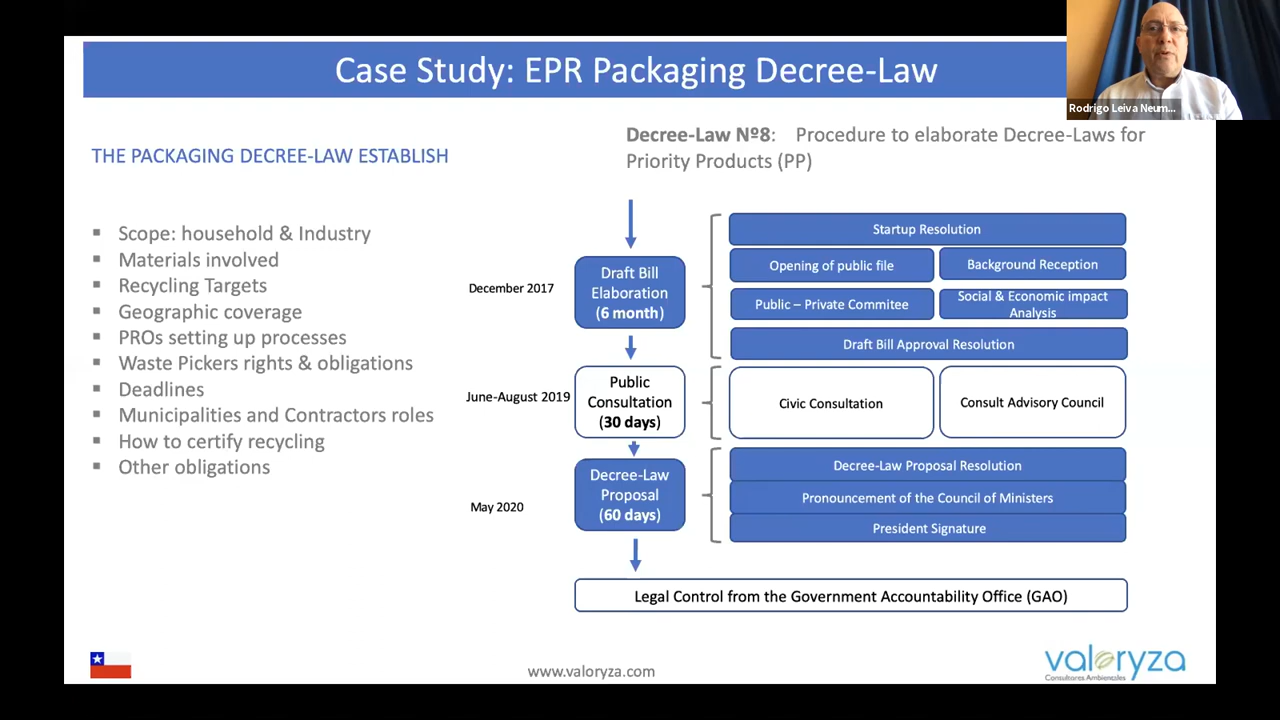 Case Study: EPR Packaging Decree-Law
Rodrigo Leiva Neum...
THE PACKAGING DECREE-LAW ESTABLISH
▪ Scope: household & Industry
▪ Materials involved
▪ Recycling Targets
▪ Geographic coverage
▪ PROs setting up processes
▪ Waste Pickers rights & obligations
▪ Deadlines
▪ Municipalities and Contractors roles
▪ How to certify recycling
▪ Other obligations
Decree-Law Nº8: Procedure to elaborate Decree-Laws for
Priority Products (PP)
December 2017
Draft Bill
Elaboration
(6 month)
Startup Resolution
Opening of public file
Background Reception
Public – Private Commitee
Social & Economic impact
Analysis
Draft Bill Approval Resolution
June-August 2019
Public
Consultation
(30 days)
Civic Consultation
Consult Advisory Council
May 2020
Decree-Law
Proposal
(60 days)
Decree-Law Proposal Resolution
Pronouncement of the Council of Ministers
President Signature
Legal Control from the Government Accountability Office (GAO)
www.valoryza.com
valoryza
Consultores Ambientales